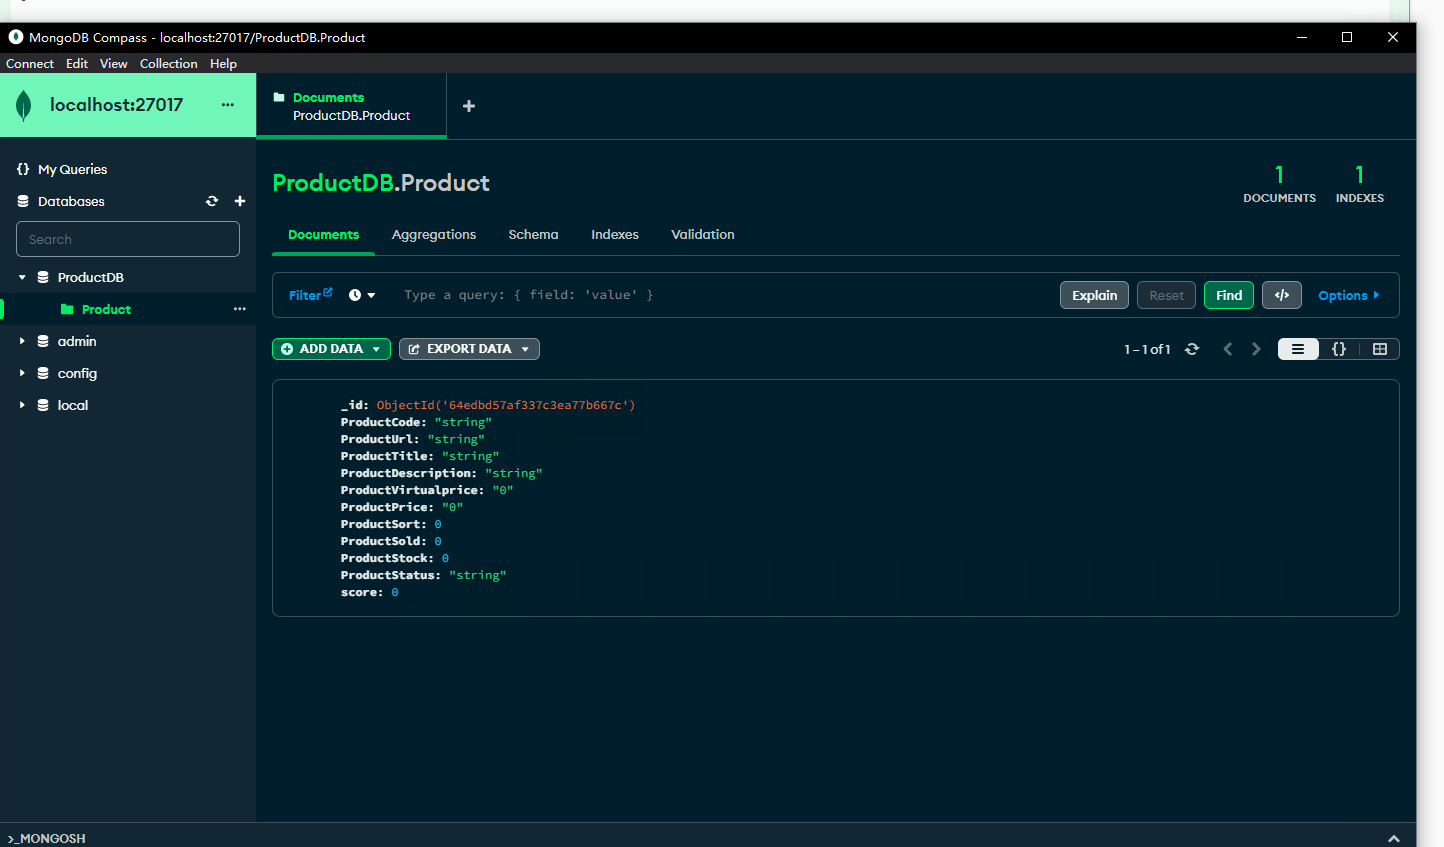 MongoDB Compass - localhost:27017/ProductDB.Product
Connect Edit View Collection Help
localhost:27017
Documents
ProductDB.Product
My Queries
Databases
Search
ProductDB
Product
admin
config
local
ProductDB.Product
1
DOCUMENTS
1
INDEXES
Documents Aggregations Schema Indexes Validation
Filter
Type a query: { field: 'value' }
Explain
Reset
Find
</>
Options
ADD DATA
EXPORT DATA
1 – 1 of 1
{}
_id: ObjectId('64edbd57af337c3ea77b667c')
ProductCode: "string"
ProductUrl: "string"
ProductTitle: "string"
ProductDescription: "string"
ProductVirtualprice: "0"
ProductPrice: "0"
ProductSort: 0
ProductSold: 0
ProductStock: 0
ProductStatus: "string"
score: 0
>_MONGOSH